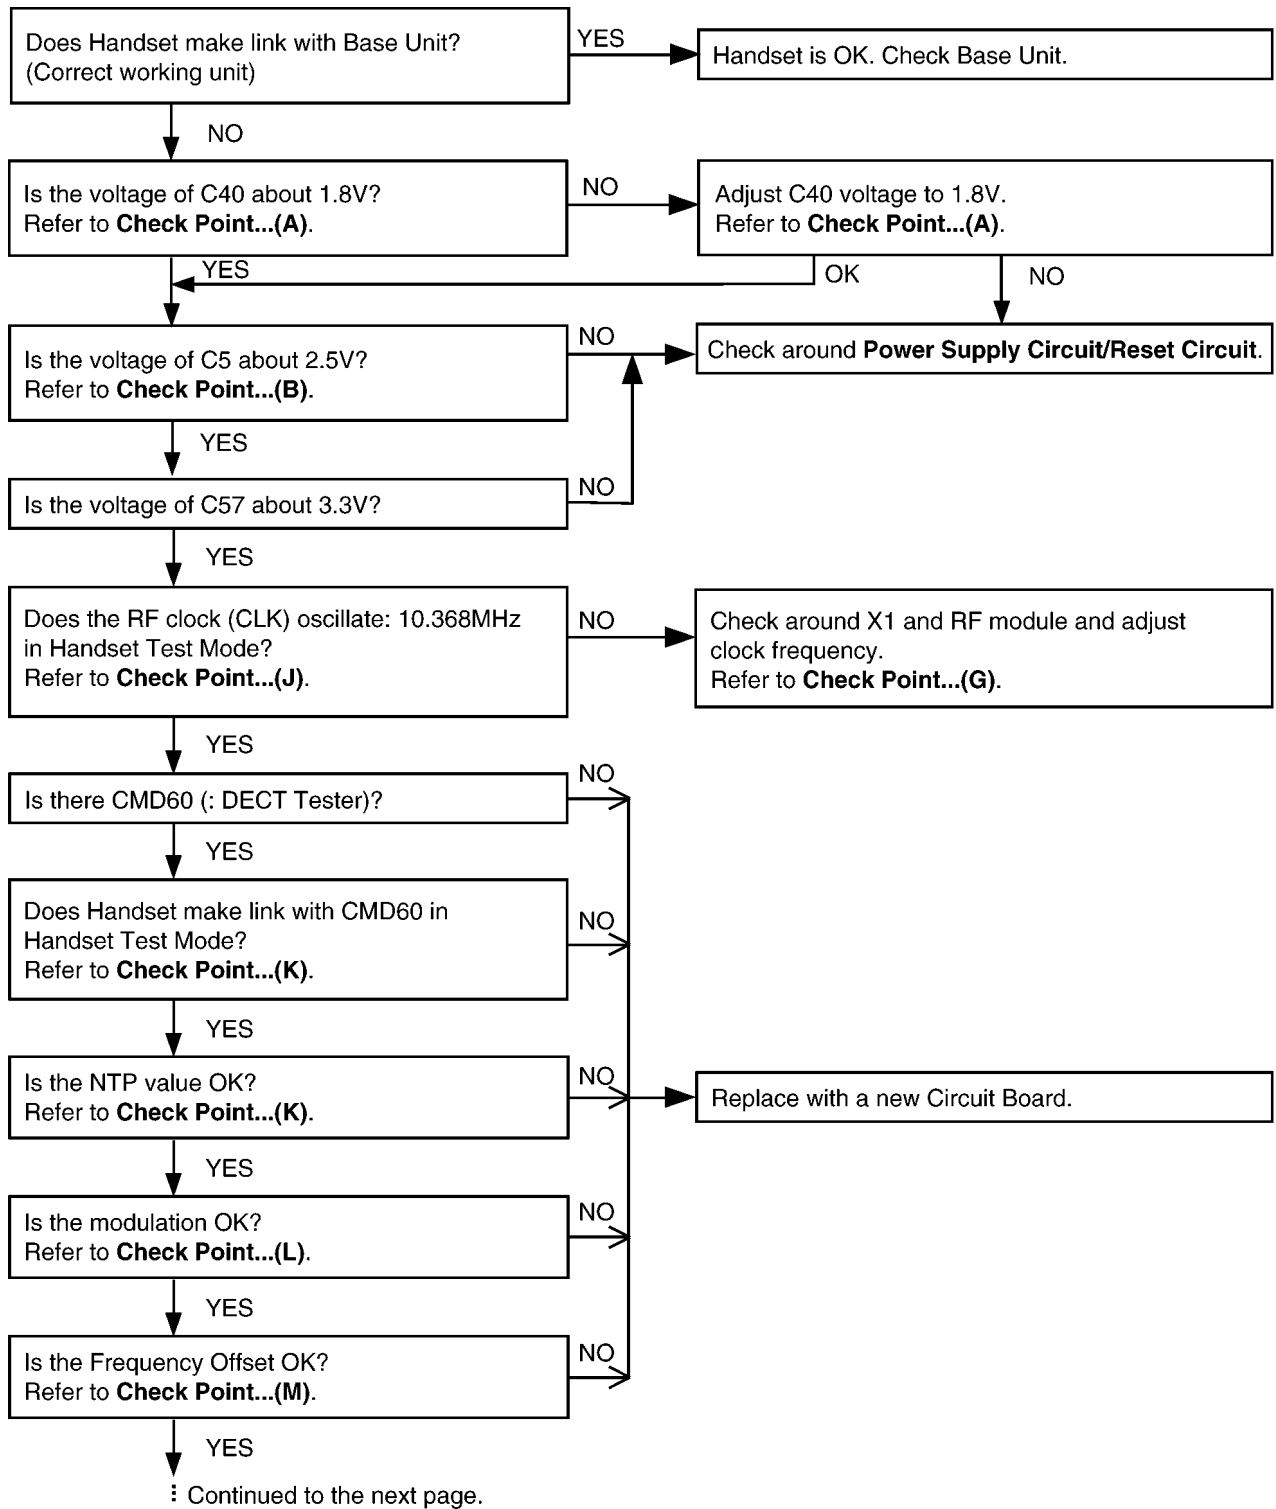 Does Handset make link with Base Unit?
(Correct working unit)
YES
Handset is OK. Check Base Unit.
NO
Is the voltage of C40 about 1.8V?
Refer to Check Point...(A).
NO
Adjust C40 voltage to 1.8V.
Refer to Check Point...(A).
YES
OK
NO
Is the voltage of C5 about 2.5V?
Refer to Check Point...(B).
NO
Check around Power Supply Circuit/Reset Circuit.
YES
Is the voltage of C57 about 3.3V?
NO
YES
Does the RF clock (CLK) oscillate: 10.368MHz
in Handset Test Mode?
Refer to Check Point...(J).
NO
Check around X1 and RF module and adjust
clock frequency.
Refer to Check Point...(G).
YES
Is there CMD60 (: DECT Tester)?
NO
YES
Does Handset make link with CMD60 in
Handset Test Mode?
Refer to Check Point...(K).
NO
YES
Is the NTP value OK?
Refer to Check Point...(K).
NO
Replace with a new Circuit Board.
YES
Is the modulation OK?
Refer to Check Point...(L).
NO
YES
Is the Frequency Offset OK?
Refer to Check Point...(M).
NO
YES
Continued to the next page.